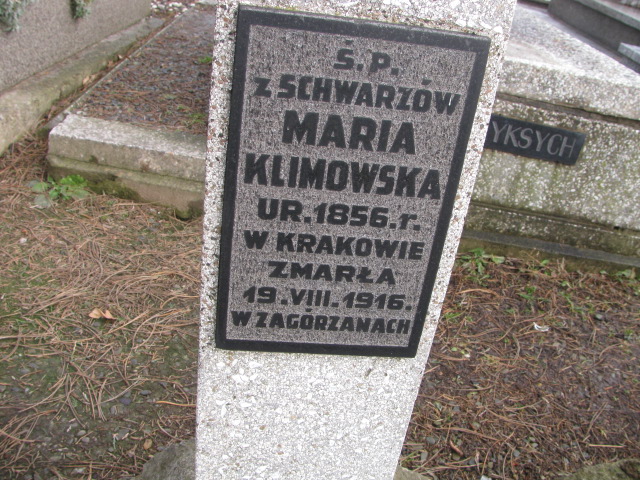 Ś.P.
Z SCHWARZÓW
MARIA
KLIMOWSKA
UR.1856.r.
W KRAKOWIE
ZMARŁA
19.VIII.1916.
W ZAGÓRZANACH
YKSYCH